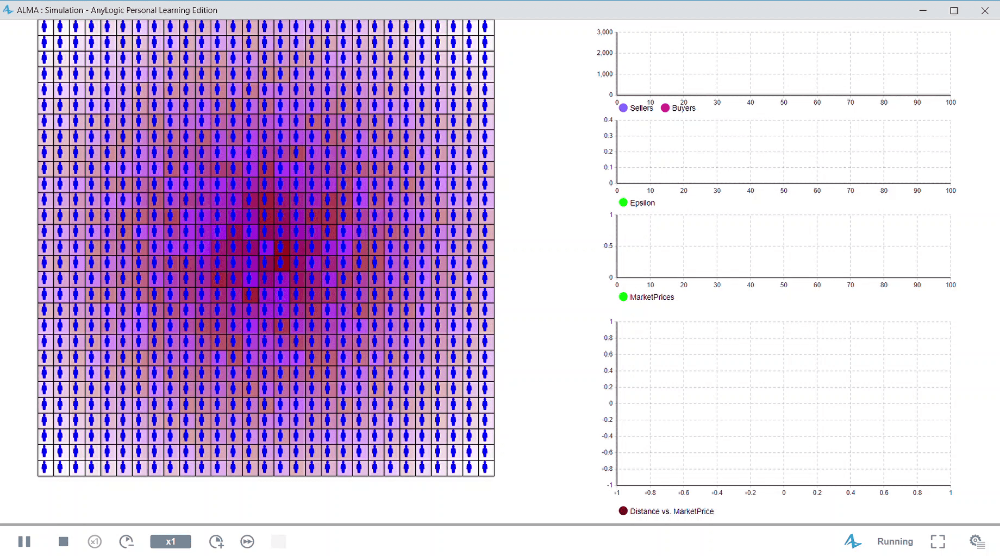 ALMA : Simulation - AnyLogic Personal Learning Edition
3,000
2,000
1,000
0
0 10 20 30 40 50 60 70 80 90 100
Sellers Buyers
0.4
0.3
0.2
0.1
0
0 10 20 30 40 50 60 70 80 90 100
Epsilon
1
0.5
0
0 10 20 30 40 50 60 70 80 90 100
MarketPrices
1
0.8
0.6
0.4
0.2
0
-0.2
-0.4
-0.6
-0.8
-1
-1 -0.8 -0.6 -0.4 -0.2 0 0.2 0.4 0.6 0.8 1
Distance vs. MarketPrice
x1 x1 Running